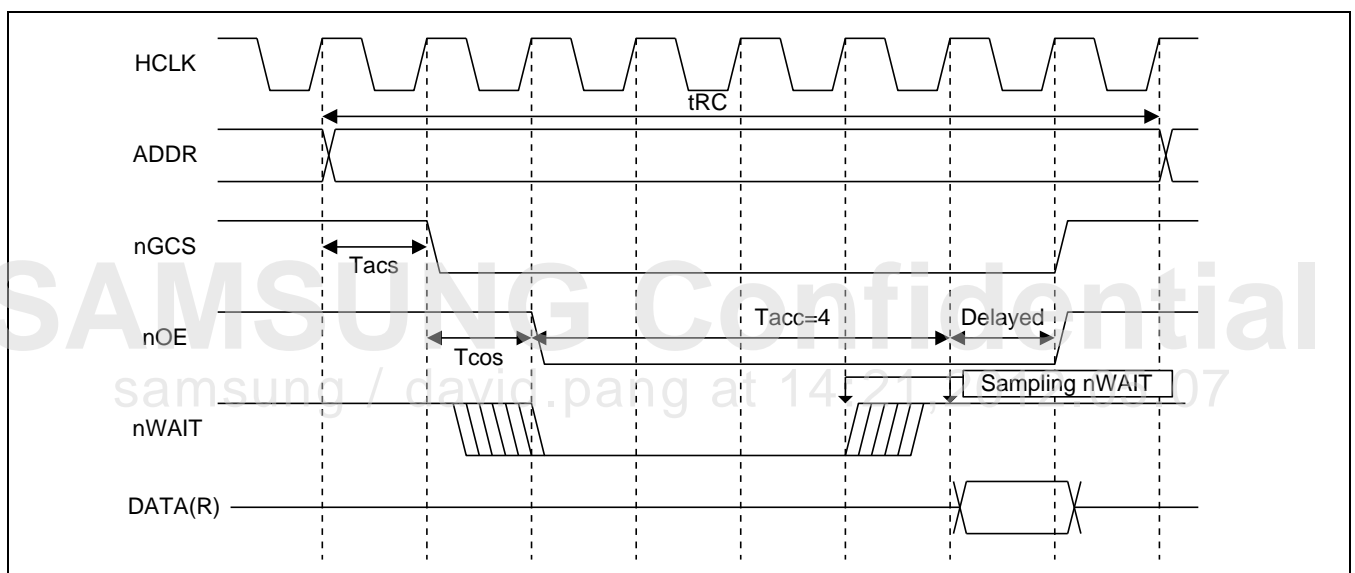 HCLK
tRC
ADDR
nGCS
Tacs
nOE
Tcos
Tacc=4
Delayed
Sampling nWAIT
nWAIT
DATA(R)
SAMSUNG Confidential
samsung / david.pang at 14:21, 2012.03.07